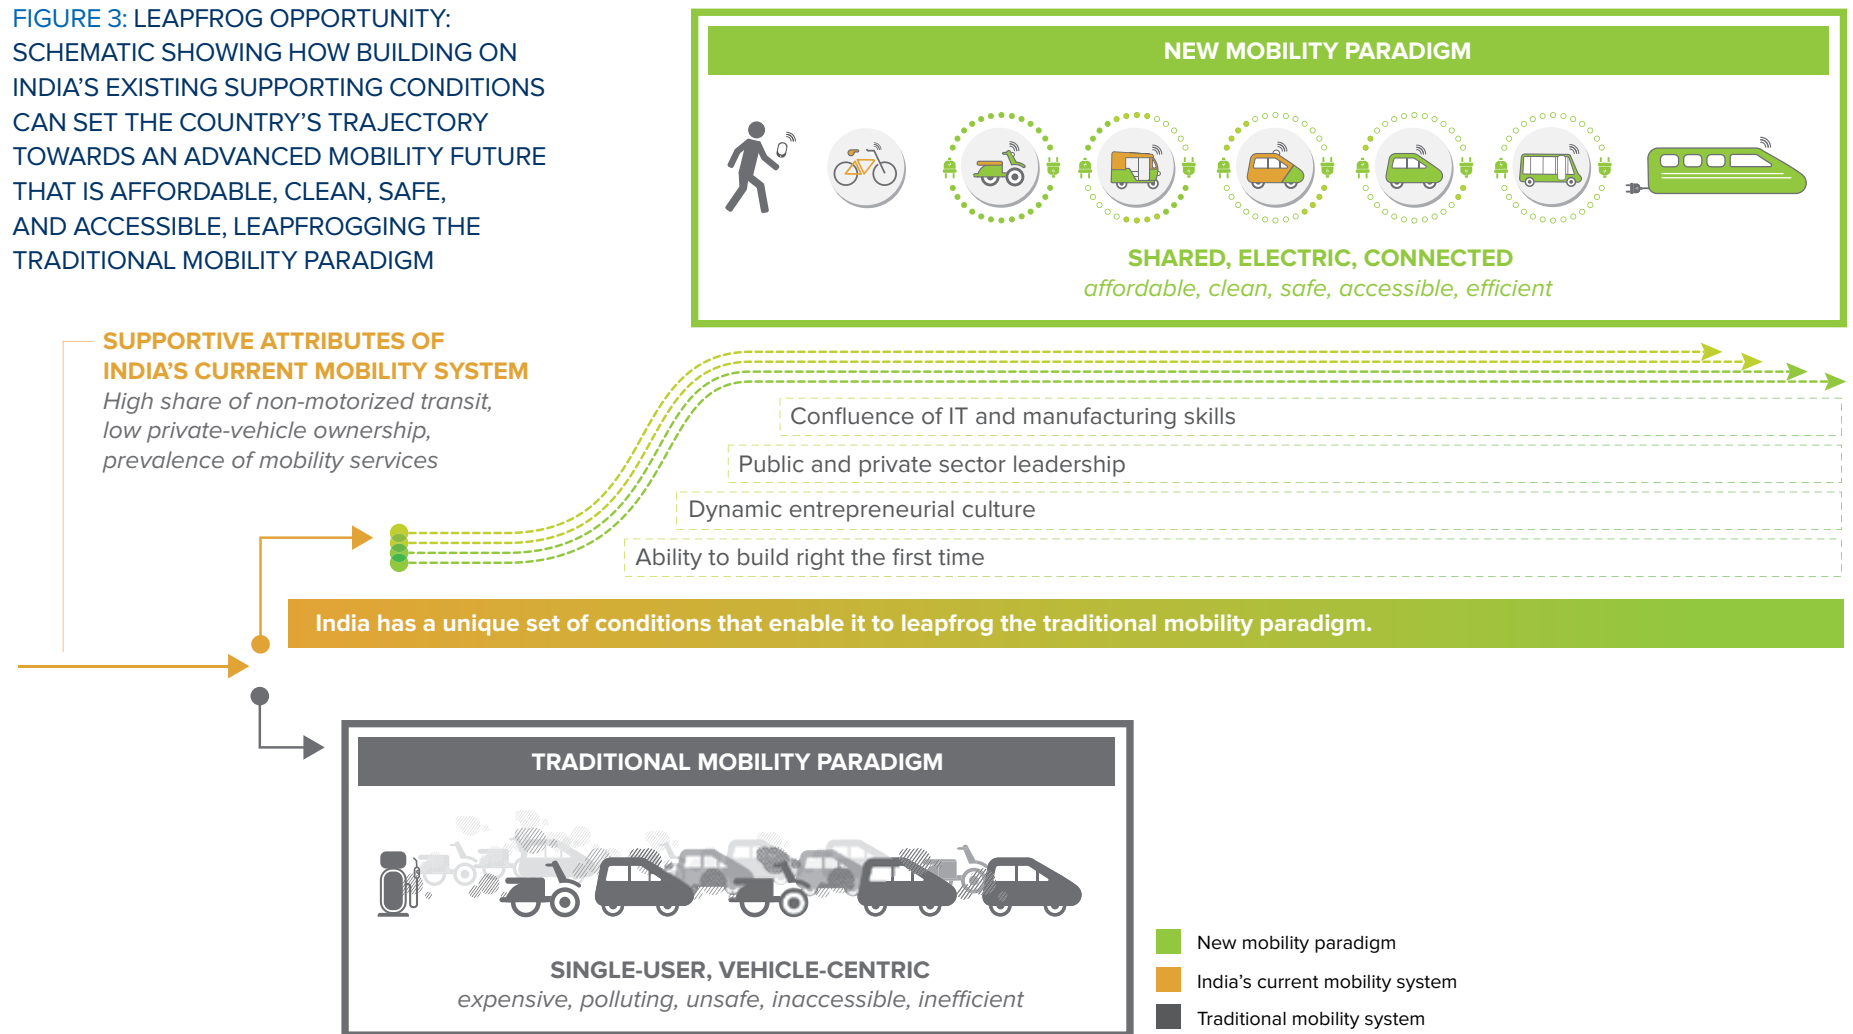 FIGURE 3: LEAPFROG OPPORTUNITY:
SCHEMATIC SHOWING HOW BUILDING ON
INDIA’S EXISTING SUPPORTING CONDITIONS
CAN SET THE COUNTRY’S TRAJECTORY
TOWARDS AN ADVANCED MOBILITY FUTURE
THAT IS AFFORDABLE, CLEAN, SAFE,
AND ACCESSIBLE, LEAPFROGGING THE
TRADITIONAL MOBILITY PARADIGM
NEW MOBILITY PARADIGM
SHARED, ELECTRIC, CONNECTED
affordable, clean, safe, accessible, efficient
SUPPORTIVE ATTRIBUTES OF
INDIA’S CURRENT MOBILITY SYSTEM
High share of non-motorized transit,
low private-vehicle ownership,
prevalence of mobility services
Confluence of IT and manufacturing skills
Public and private sector leadership
Dynamic entrepreneurial culture
Ability to build right the first time
India has a unique set of conditions that enable it to leapfrog the traditional mobility paradigm.
TRADITIONAL MOBILITY PARADIGM
SINGLE-USER, VEHICLE-CENTRIC
expensive, polluting, unsafe, inaccessible, inefficient
New mobility paradigm
India’s current mobility system
Traditional mobility system